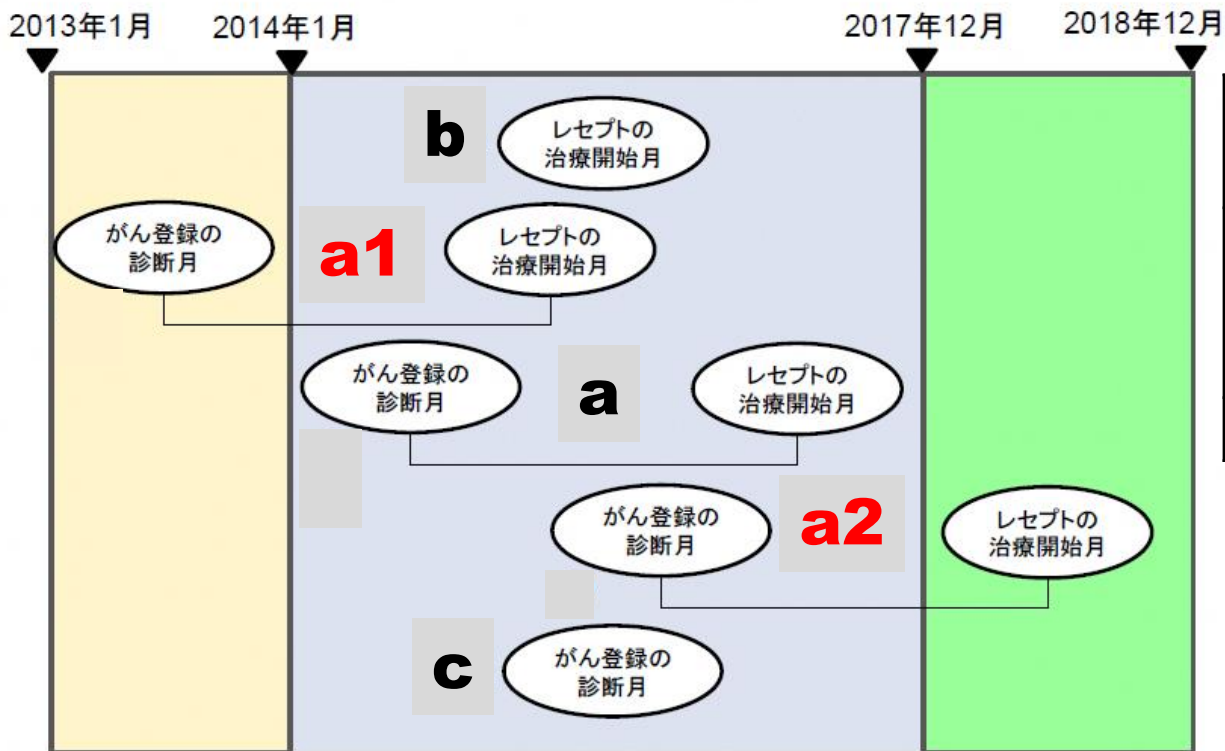 2013年1月
2014年1月
2017年12月
2018年12月
b
レセプトの
治療開始月
がん登録の
診断月
a1
レセプトの
治療開始月
がん登録の
診断月
a
レセプトの
治療開始月
がん登録の
診断月
a2
レセプトの
治療開始月
c
がん登録の
診断月